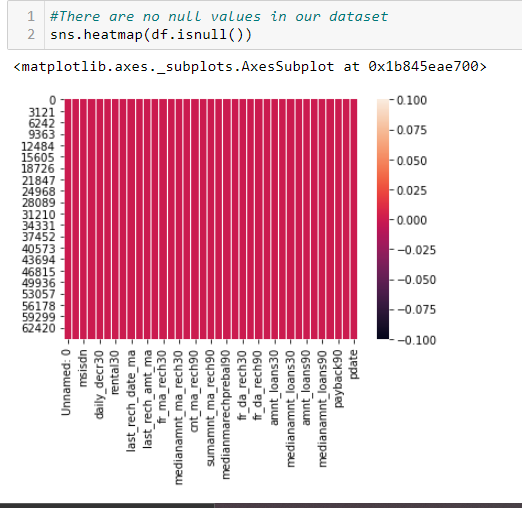 1 #There are no null values in our dataset
2 sns.heatmap(df.isnull())
<matplotlib.axes._subplots.AxesSubplot at 0x1b845eae700>
0
3121
6242
9363
12484
15605
18726
21847
24968
28089
31210
34331
37452
40573
43694
46815
49936
53057
56178
59299
62420
0.100
0.075
0.050
0.025
0.000
−0.025
−0.050
−0.075
−0.100
Unnamed: 0
msisdn
daily_decr30
rental30
last_rech_date_ma
last_rech_amt_ma
fr_ma_rech30
medianamnt_ma_rech30
cnt_ma_rech90
sumamnt_ma_rech90
medianmarechprebal90
fr_da_rech30
fr_da_rech90
amnt_loans30
medianamnt_loans30
amnt_loans90
medianamnt_loans90
payback90
pdate